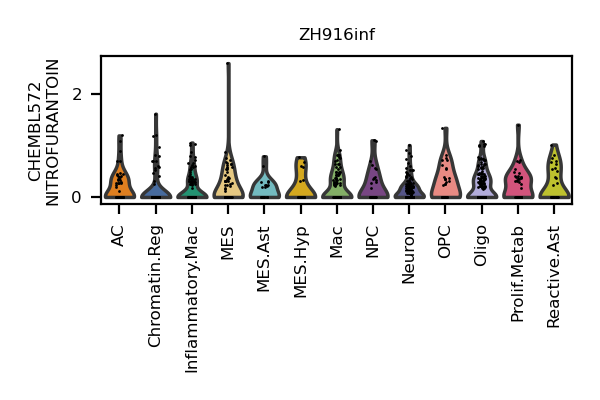 ZH916inf
CHEMBL572
NITROFURANTOIN
2
0
AC
Chromatin.Reg
Inflammatory.Mac
MES
MES.Ast
MES.Hyp
Mac
NPC
Neuron
OPC
Oligo
Prolif.Metab
Reactive.Ast